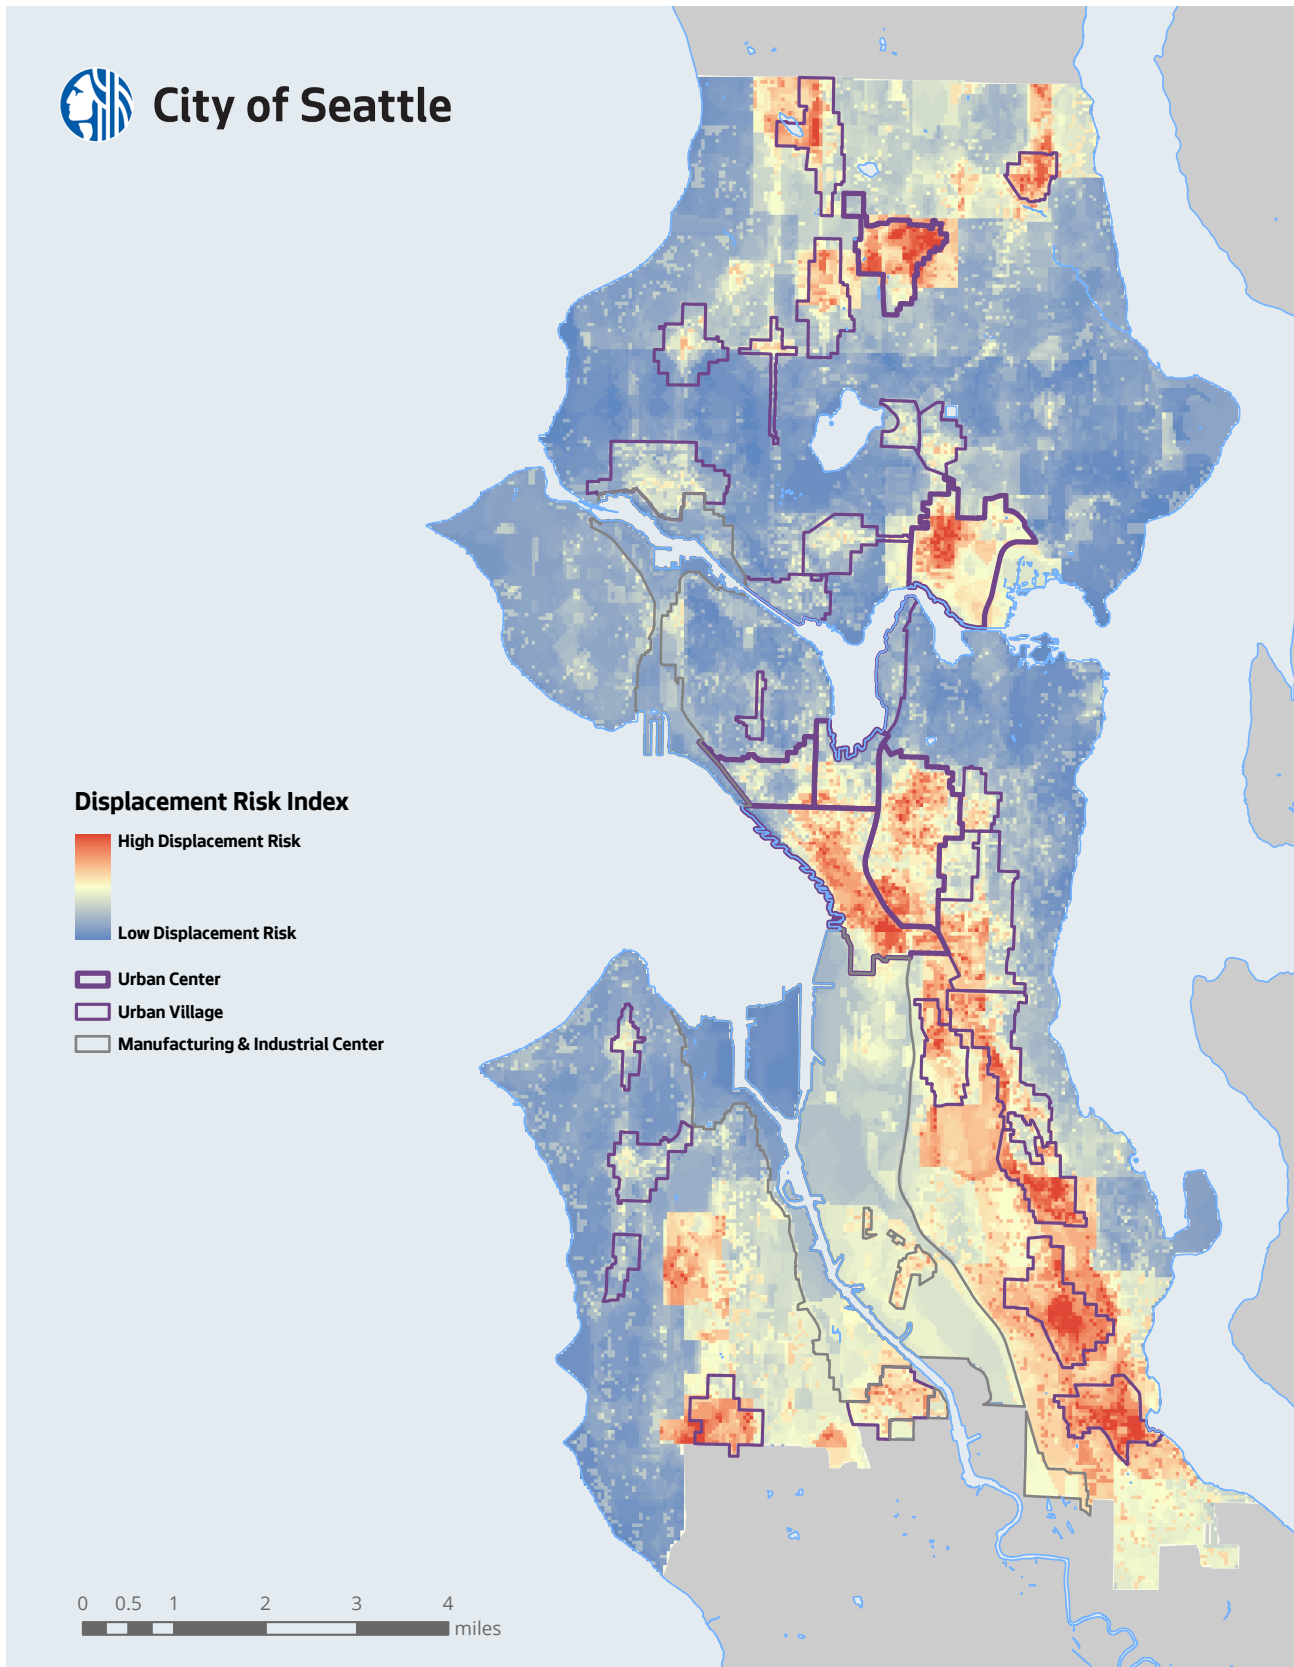 City of Seattle
Displacement Risk Index
High Displacement Risk
Low Displacement Risk
Urban Center
Urban Village
Manufacturing & Industrial Center
0 0.5 1 2 3 4
miles